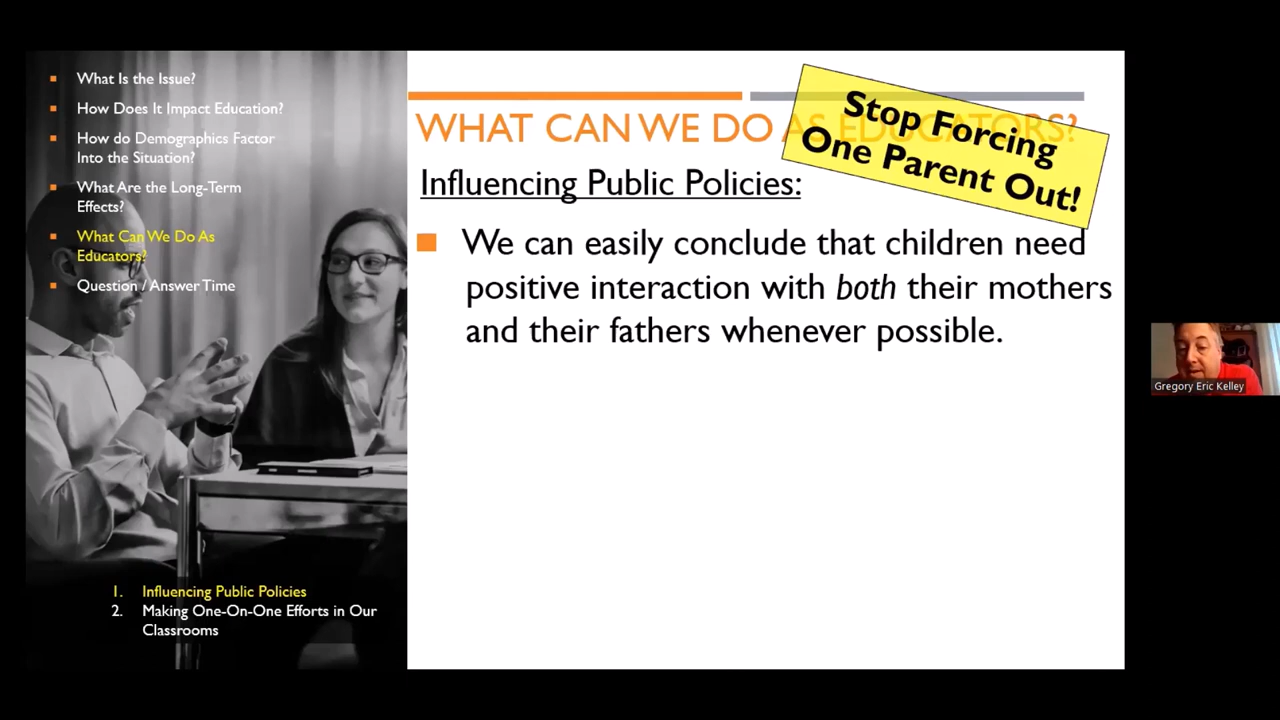 What Is the Issue?
How Does It Impact Education?
How do Demographics Factor
Into the Situation?
What Are the Long-Term
Effects?
What Can We Do As
Educators?
Question / Answer Time
1. Influencing Public Policies
2. Making One-On-One Efforts in Our
Classrooms
WHAT CAN WE DO AS EDUCATORS?
Stop Forcing
One Parent Out!
Influencing Public Policies:
We can easily conclude that children need
positive interaction with both their mothers
and their fathers whenever possible.
Gregory Eric Kelley